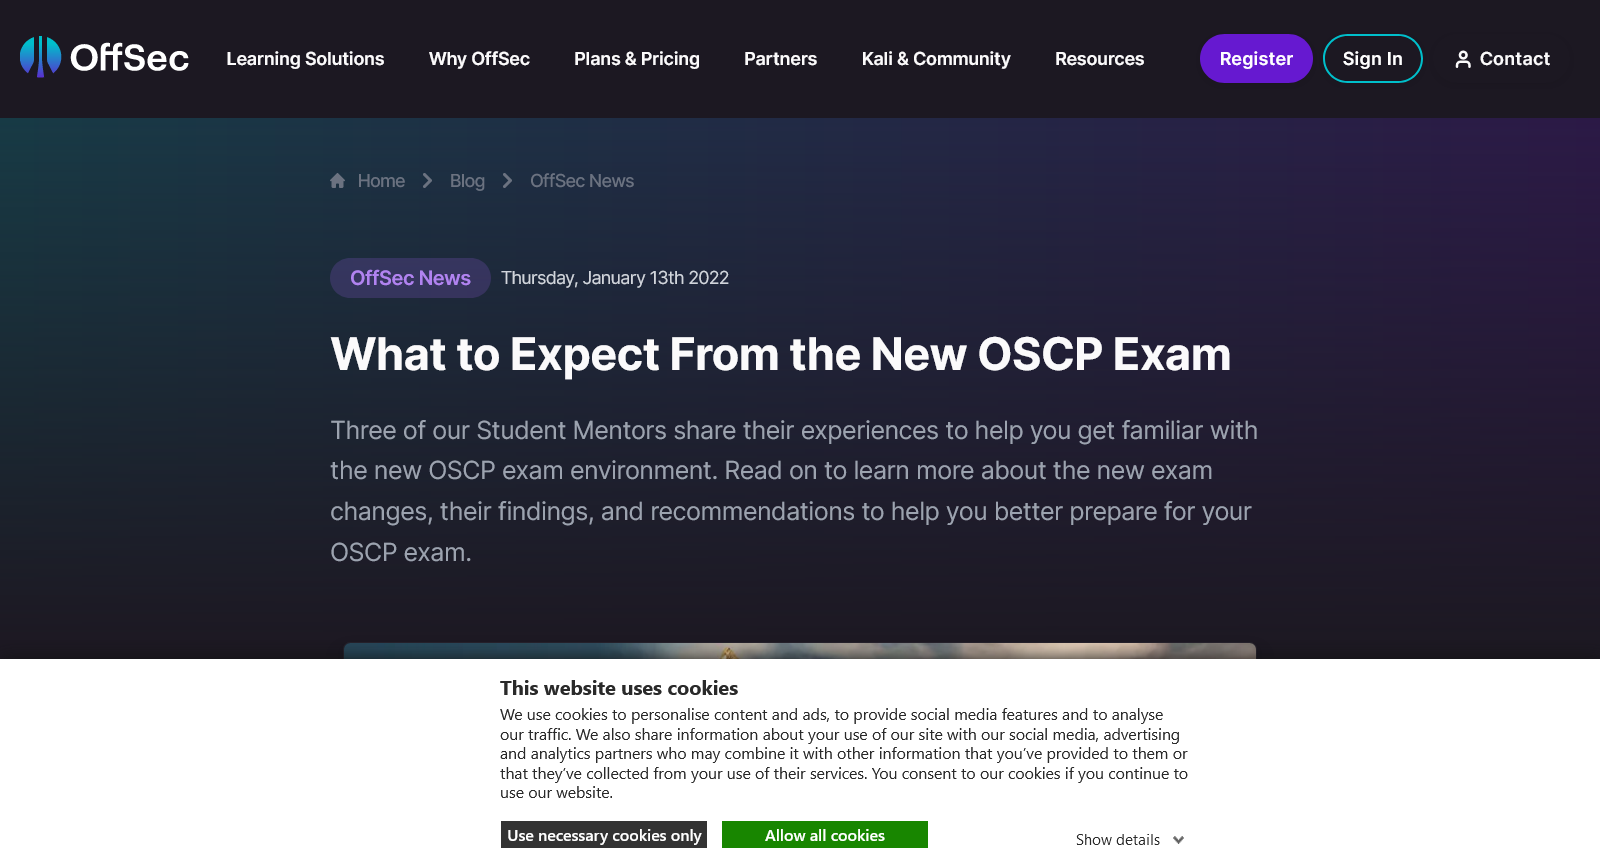 OffSec
Learning Solutions
Why OffSec
Plans & Pricing
Partners
Kali & Community
Resources
Register
Sign In
Contact
Home
Blog
OffSec News
OffSec News
Thursday, January 13th 2022
What to Expect From the New OSCP Exam
Three of our Student Mentors share their experiences to help you get familiar with
the new OSCP exam environment. Read on to learn more about the new exam
changes, their findings, and recommendations to help you better prepare for your
OSCP exam.
This website uses cookies
We use cookies to personalise content and ads, to provide social media features and to analyse
our traffic. We also share information about your use of our site with our social media, advertising
and analytics partners who may combine it with other information that you’ve provided to them or
that they’ve collected from your use of their services. You consent to our cookies if you continue to
use our website.
Use necessary cookies only
Allow all cookies
Show details